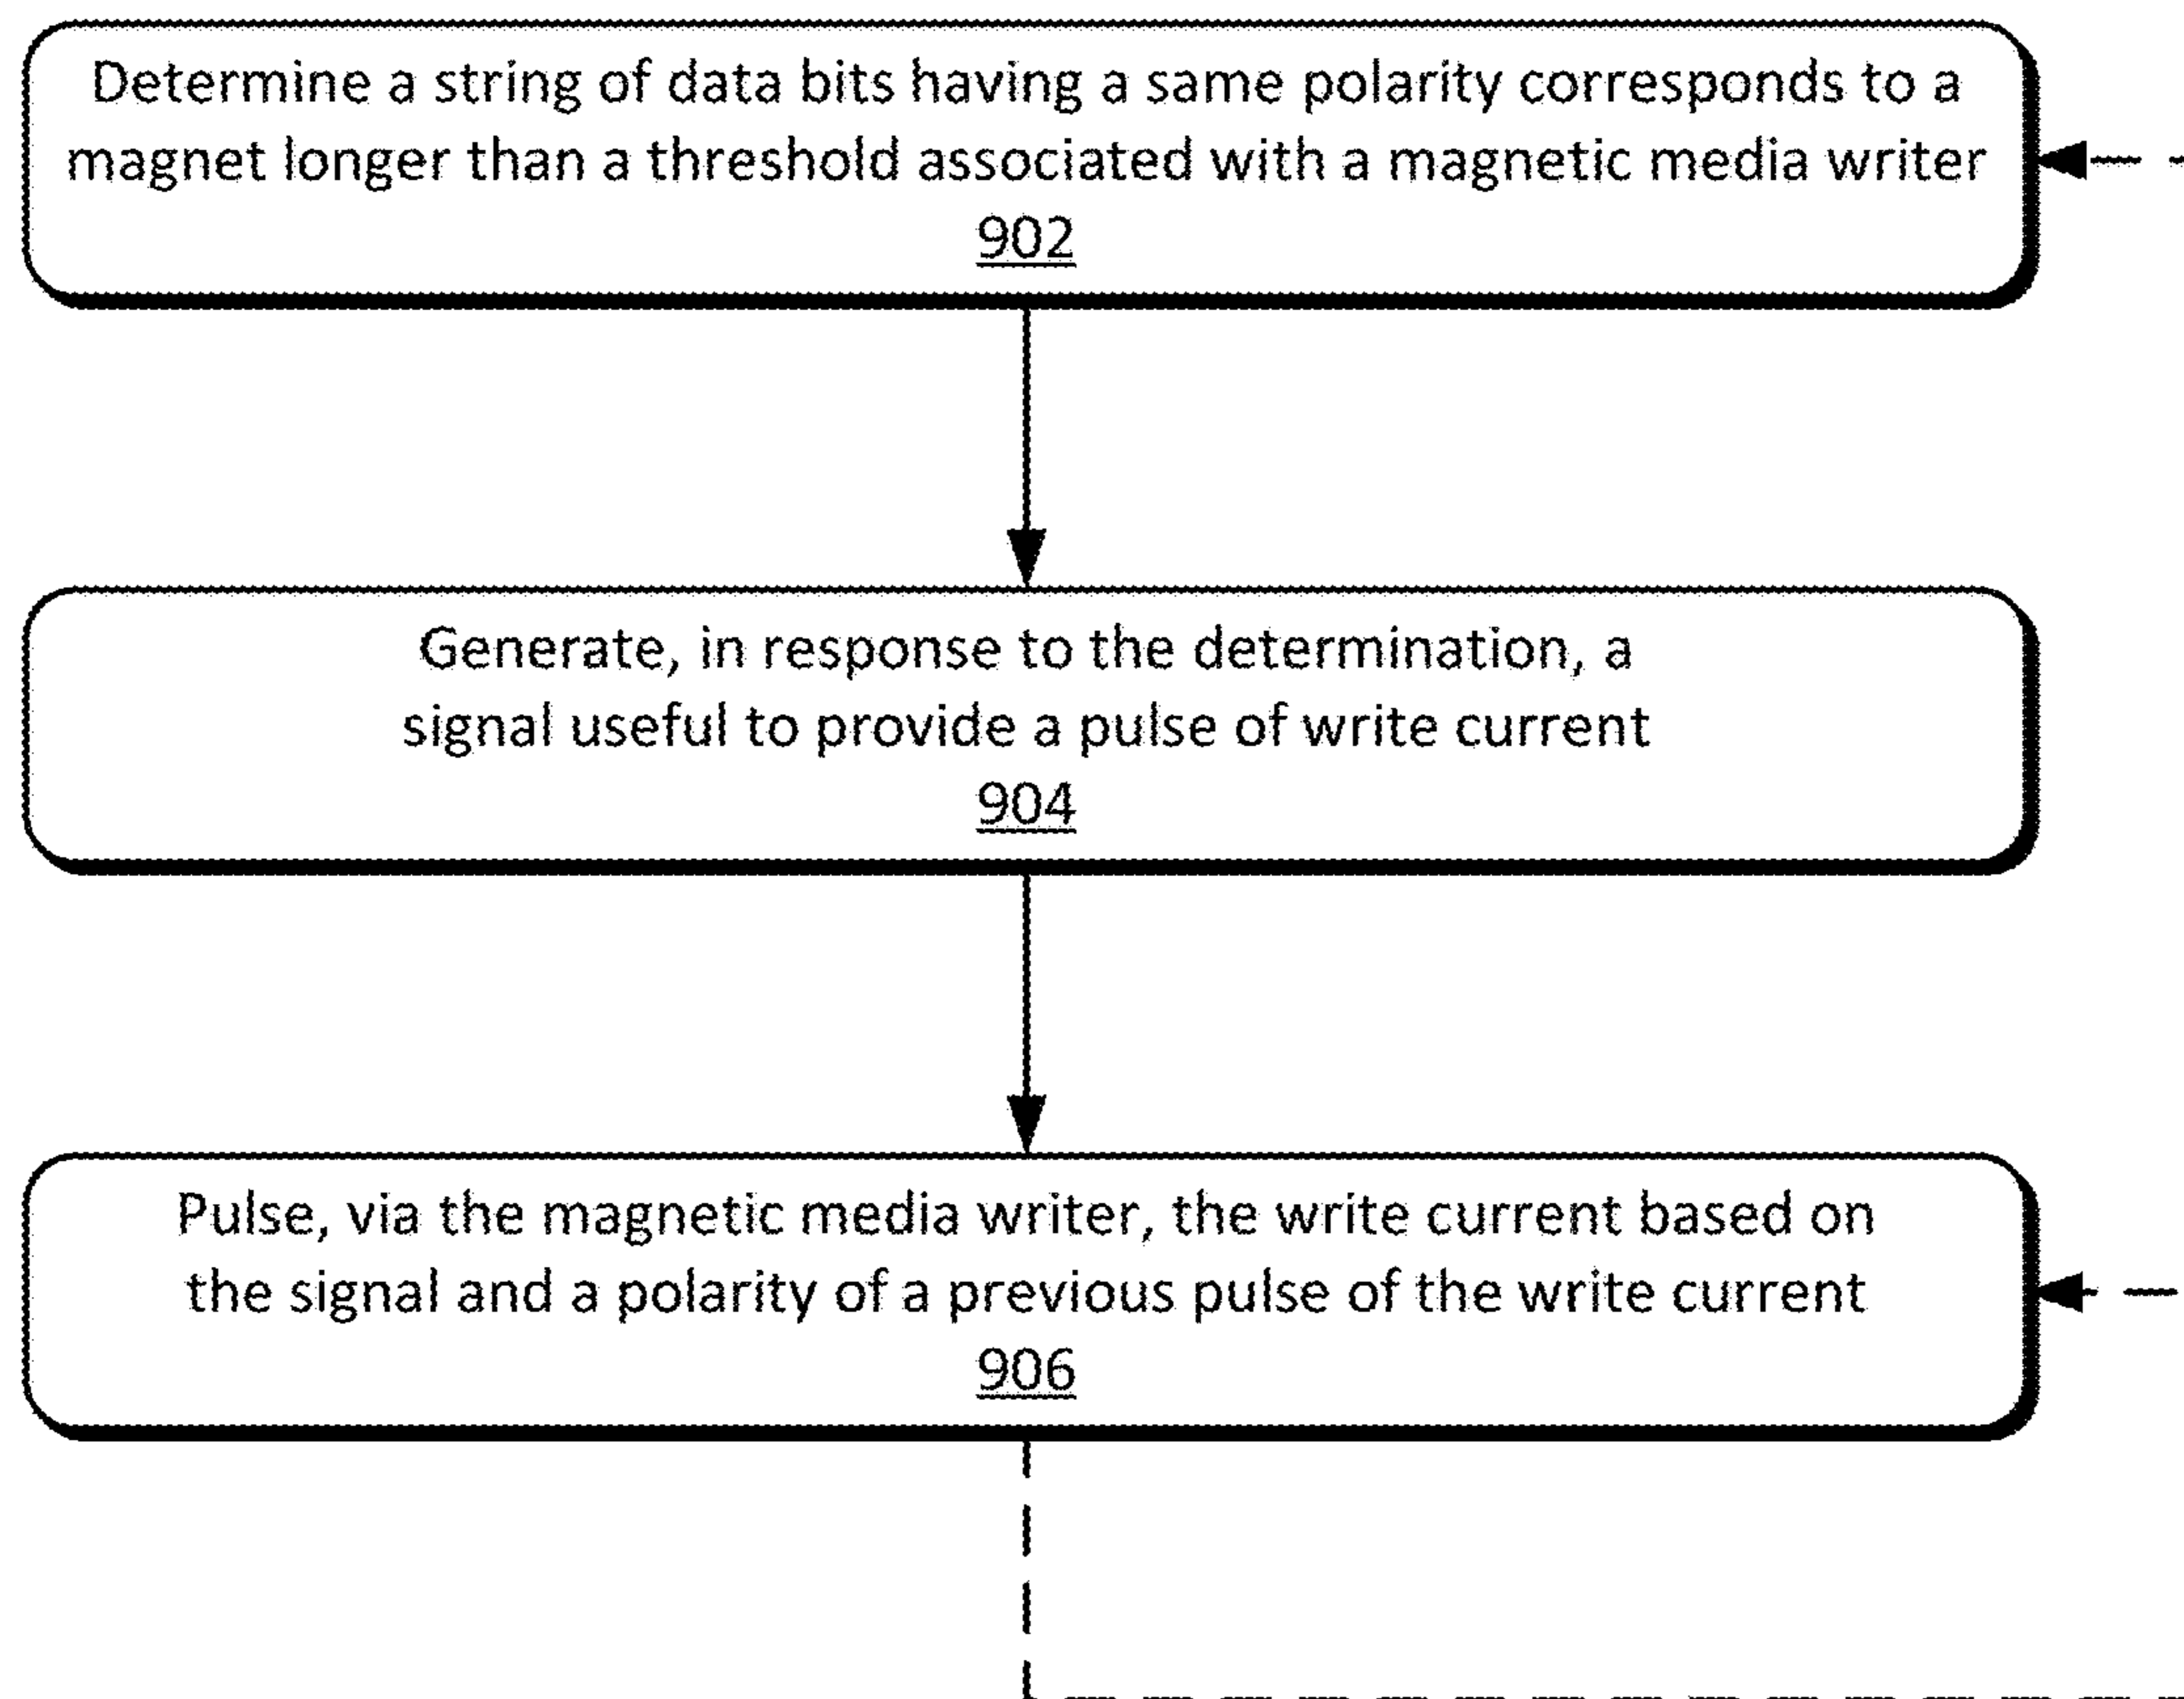 Determine a string of data bits having a same polarity corresponds to a
magnet longer than a threshold associated with a magnetic media writer
902
Generate, in response to the determination, a
signal useful to provide a pulse of write current
904
Pulse, via the magnetic media writer, the write current based on
the signal and a polarity of a previous pulse of the write current
906